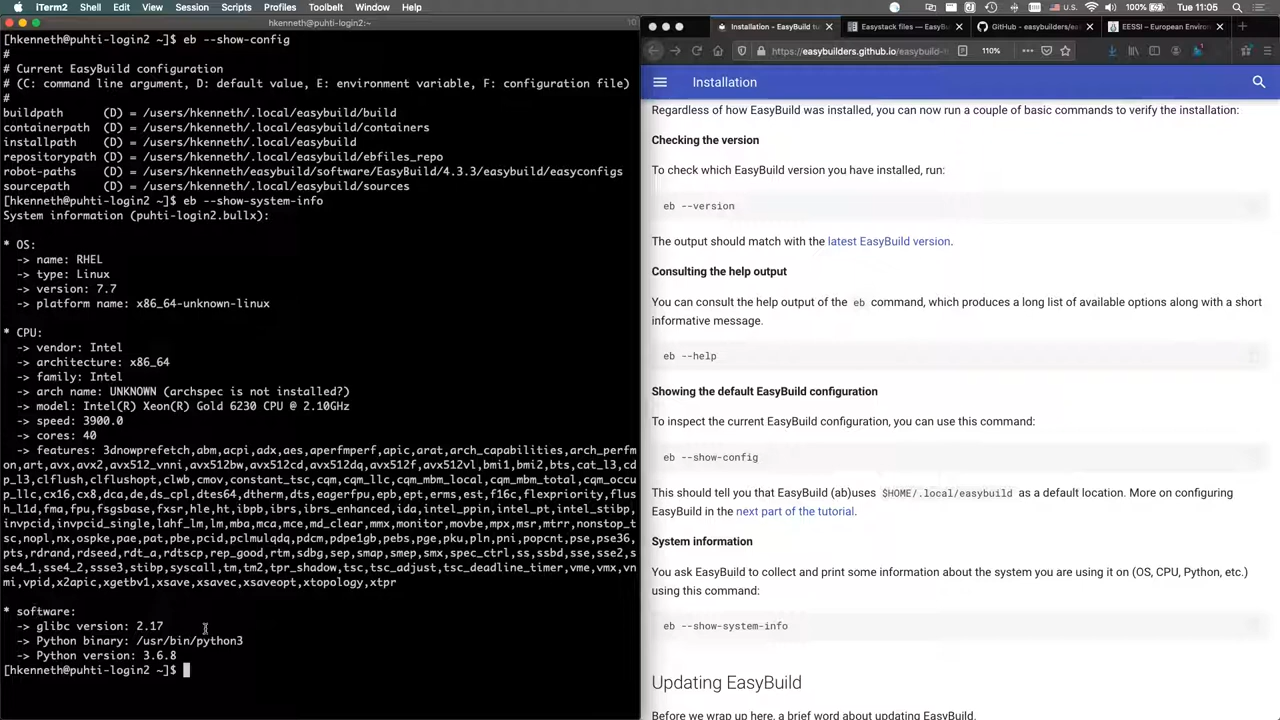 iTerm2 Shell Edit View Session Scripts Profiles Toolbelt Window Help
100% Tue 11:05
hkenneth@puhti-login2:~
[hkenneth@puhti-login2 ~]$ eb --show-config
#
# Current EasyBuild configuration
# (C: command line argument, D: default value, E: environment variable, F: configuration file)
#
buildpath (D) = /users/hkenneth/.local/easybuild/build
containerpath (D) = /users/hkenneth/.local/easybuild/containers
installpath (D) = /users/hkenneth/.local/easybuild
repositorypath (D) = /users/hkenneth/.local/easybuild/ebfiles_repo
robot-paths (D) = /users/hkenneth/easybuild/software/EasyBuild/4.3.3/easybuild/easyconfigs
sourcepath (D) = /users/hkenneth/.local/easybuild/sources
[hkenneth@puhti-login2 ~]$ eb --show-system-info
System information (puhti-login2.bullx):
* OS:
-> name: RHEL
-> type: Linux
-> version: 7.7
-> platform name: x86_64-unknown-linux
* CPU:
-> vendor: Intel
-> architecture: x86_64
-> family: Intel
-> arch name: UNKNOWN (archspec is not installed?)
-> model: Intel(R) Xeon(R) Gold 6230 CPU @ 2.10GHz
-> speed: 3900.0
-> cores: 40
-> features: 3dnowprefetch,abm,acpi,adx,aes,aperfmperf,apic,arat,arch_capabilities,arch_perfm
on,art,avx,avx2,avx512_vnni,avx512bw,avx512cd,avx512dq,avx512f,avx512vl,bmi1,bmi2,bts,cat_l3,cd
p_l3,clflush,clflushopt,clwb,cmov,constant_tsc,cqm,cqm_llc,cqm_mbm_local,cqm_mbm_total,cqm_occu
p_llc,cx16,cx8,dca,de,ds_cpl,dtes64,dtherm,dts,eagerfpu,epb,ept,erms,est,f16c,flexpriority,flus
h_l1d,fma,fpu,fsgsbase,fxsr,hle,ht,ibpb,ibrs,ibrs_enhanced,ida,intel_ppin,intel_pt,intel_stibp,
invpcid,invpcid_single,lahf_lm,lm,mba,mca,mce,md_clear,mmx,monitor,movbe,mpx,msr,mtrr,nonstop_t
sc,nopl,nx,ospke,pae,pat,pbe,pcid,pclmulqdq,pdcm,pdpe1gb,pebs,pge,pku,pln,pni,popcnt,pse,pse36,
pts,rdrand,rdseed,rdt_a,rdtscp,rep_good,rtm,sdbg,sep,smap,smep,smx,spec_ctrl,ss,ssbd,sse,sse2,s
se4_1,sse4_2,ssse3,stibp,syscall,tm,tm2,tpr_shadow,tsc,tsc_adjust,tsc_deadline_timer,vme,vmx,vn
mi,vpid,x2apic,xgetbv1,xsave,xsavec,xsaveopt,xtopology,xtpr
* software:
-> glibc version: 2.17
-> Python binary: /usr/bin/python3
-> Python version: 3.6.8
[hkenneth@puhti-login2 ~]$
Installation - EasyBuild tu
Easystack files — EasyBu
GitHub - easybuilders/ea
EESSI – European Environ
https://easybuilders.github.io/easybuild- 110%
Installation
Regardless of how EasyBuild was installed, you can now run a couple of basic commands to verify the installation:
Checking the version
To check which EasyBuild version you have installed, run:
eb --version
The output should match with the latest EasyBuild version.
Consulting the help output
You can consult the help output of the eb command, which produces a long list of available options along with a short
informative message.
eb --help
Showing the default EasyBuild configuration
To inspect the current EasyBuild configuration, you can use this command:
eb --show-config
This should tell you that EasyBuild (ab)uses $HOME/.local/easybuild as a default location. More on configuring
EasyBuild in the next part of the tutorial.
System information
You ask EasyBuild to collect and print some information about the system you are using it on (OS, CPU, Python, etc.)
using this command:
eb --show-system-info
Updating EasyBuild
Before we wrap up here, a brief word about updating EasyBuild.